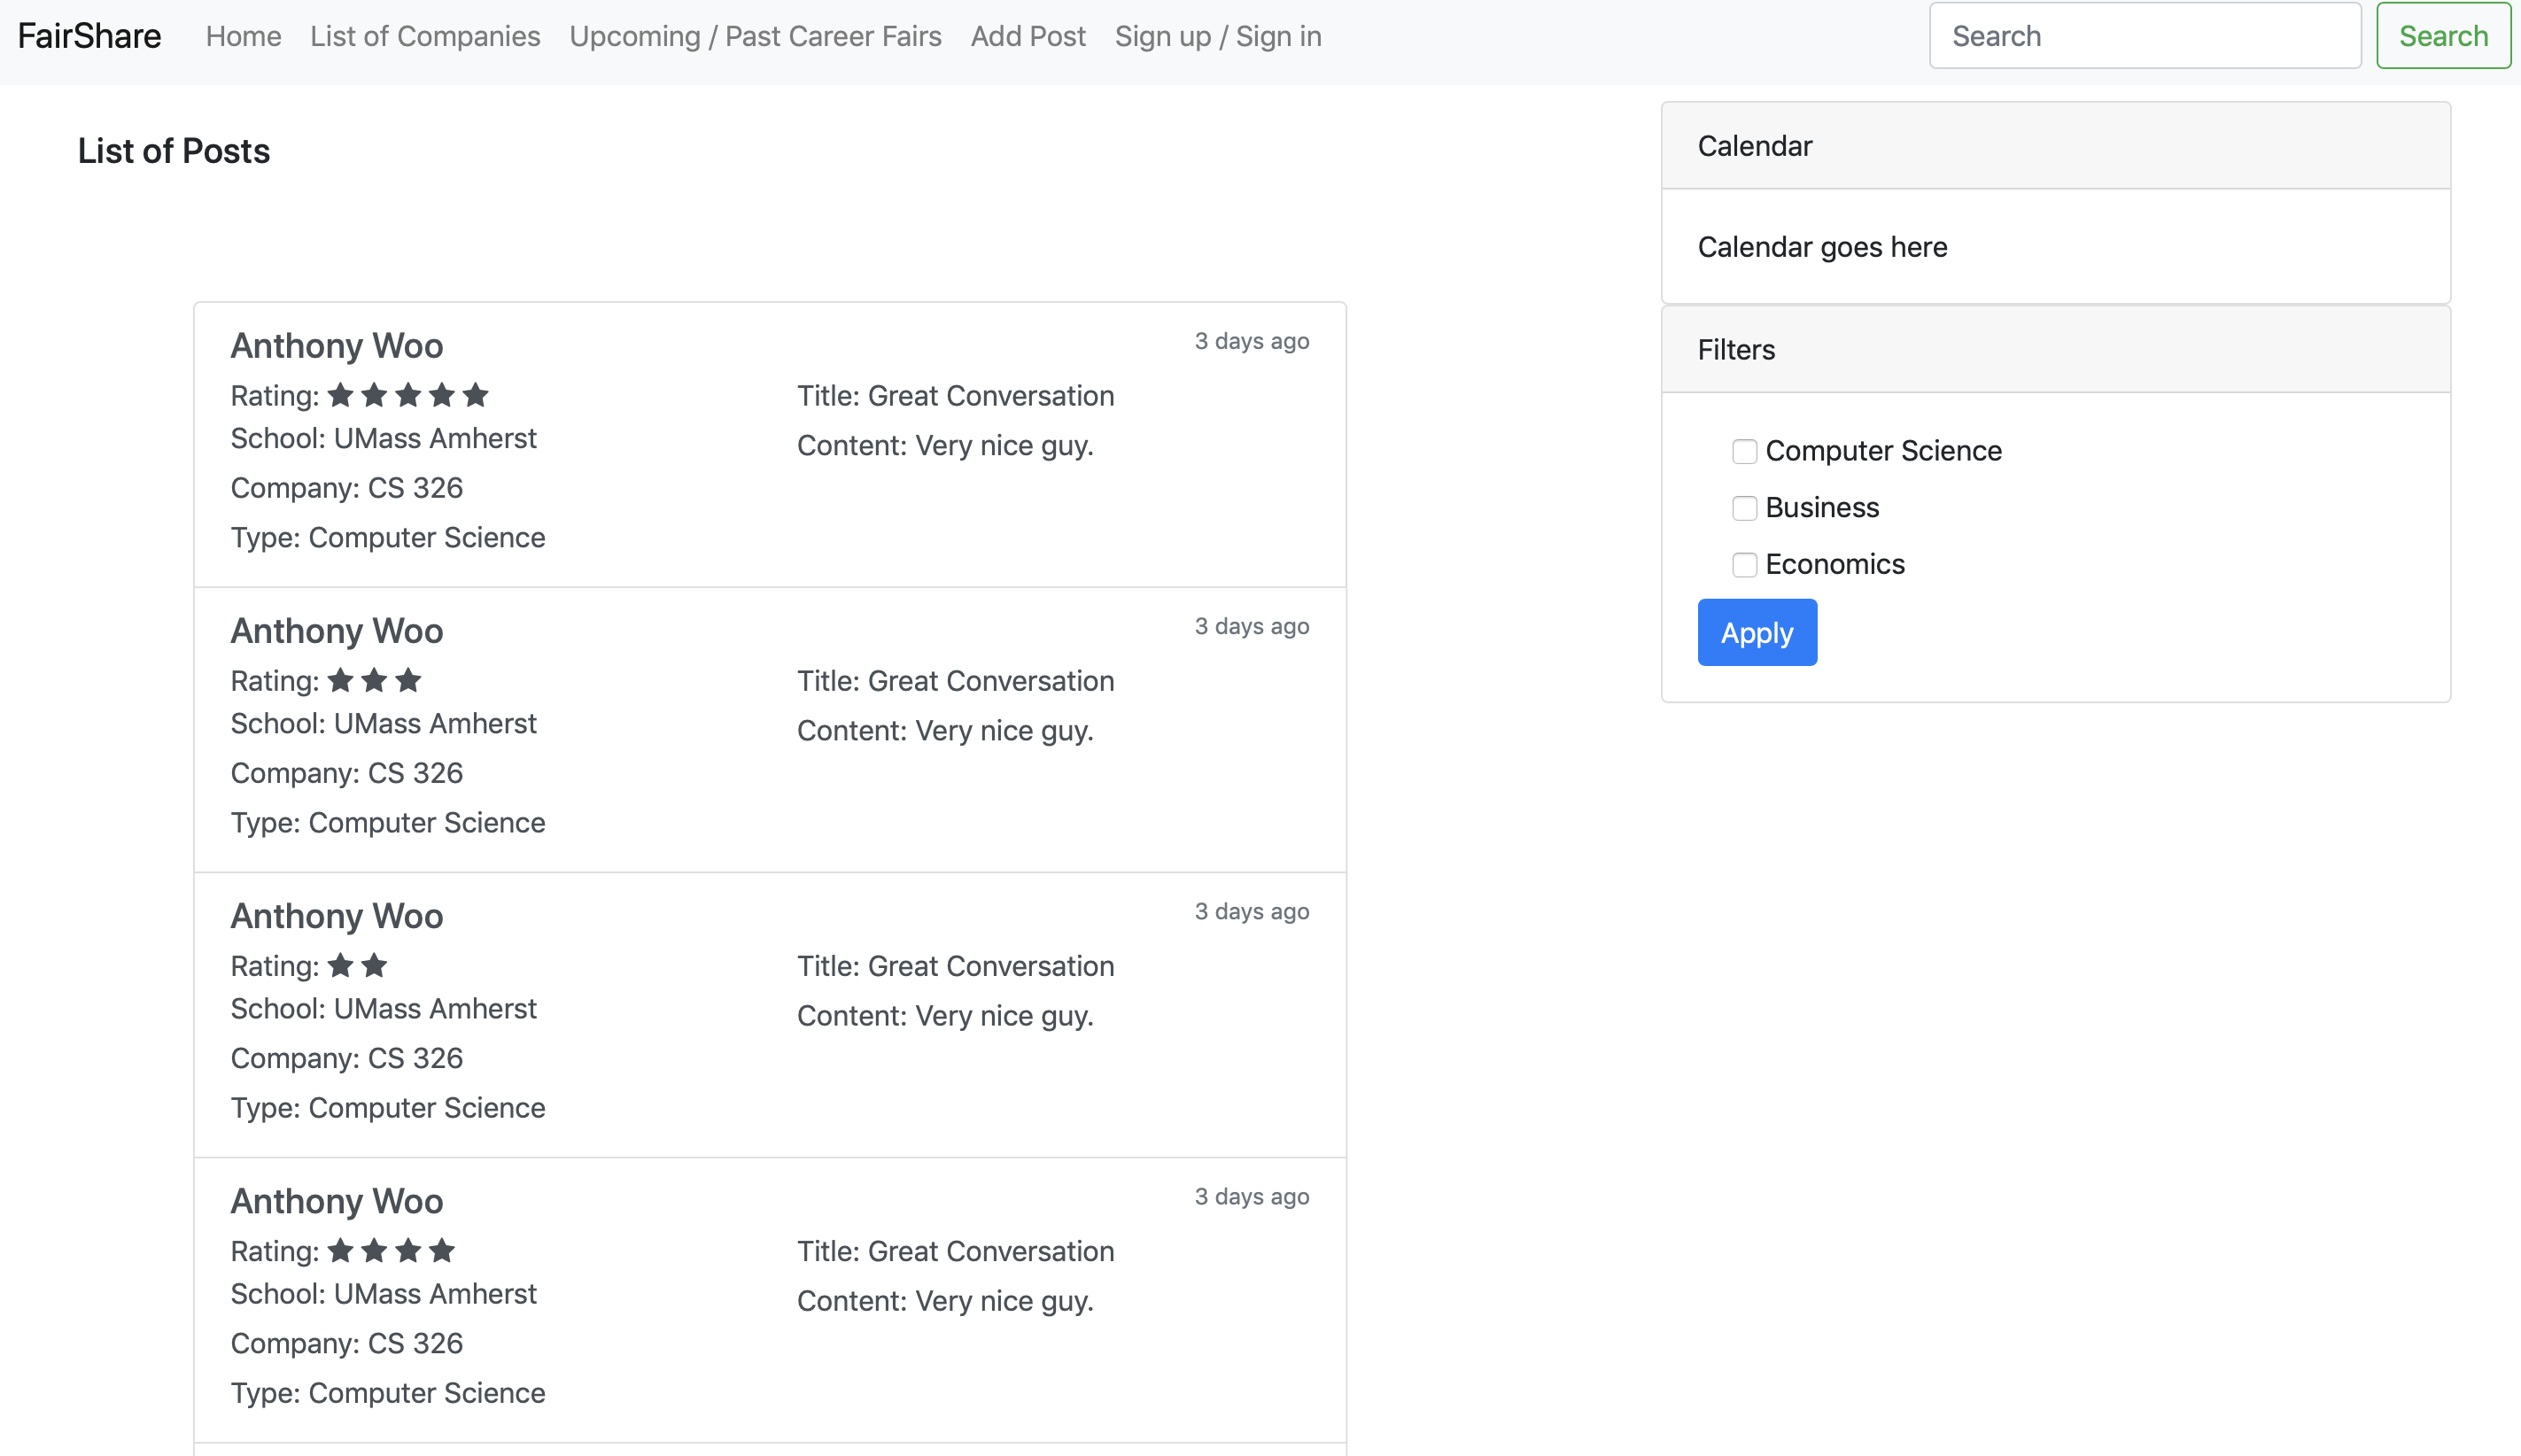 FairShare Home List of Companies Upcoming / Past Career Fairs Add Post Sign up / Sign in Search Search
List of Posts
Anthony Woo 3 days ago
Rating: ★ ★ ★ ★ ★ Title: Great Conversation
School: UMass Amherst Content: Very nice guy.
Company: CS 326
Type: Computer Science
Anthony Woo 3 days ago
Rating: ★ ★ ★ Title: Great Conversation
School: UMass Amherst Content: Very nice guy.
Company: CS 326
Type: Computer Science
Anthony Woo 3 days ago
Rating: ★ ★ Title: Great Conversation
School: UMass Amherst Content: Very nice guy.
Company: CS 326
Type: Computer Science
Anthony Woo 3 days ago
Rating: ★ ★ ★ ★ Title: Great Conversation
School: UMass Amherst Content: Very nice guy.
Company: CS 326
Type: Computer Science
Calendar
Calendar goes here
Filters
Computer Science
Business
Economics
Apply